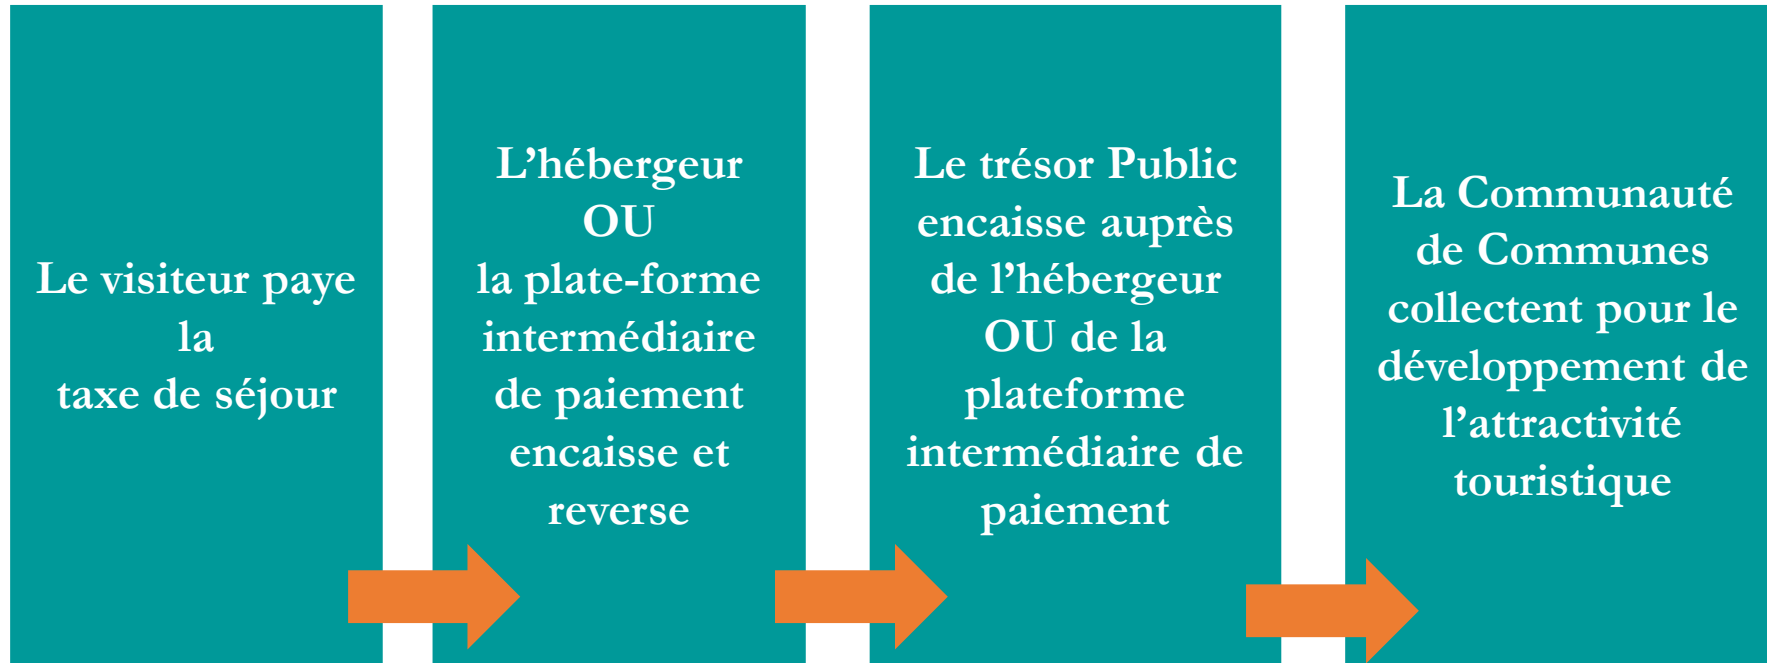 Le visiteur paye
la
taxe de séjour
L’hébergeur
OU
la plate-forme
intermédiaire
de paiement
encaisse et
reverse
Le trésor Public
encaisse auprès
de l’hébergeur
OU de la
plateforme
intermédiaire de
paiement
La Communauté
de Communes
collectent pour le
développement de
l’attractivité
touristique